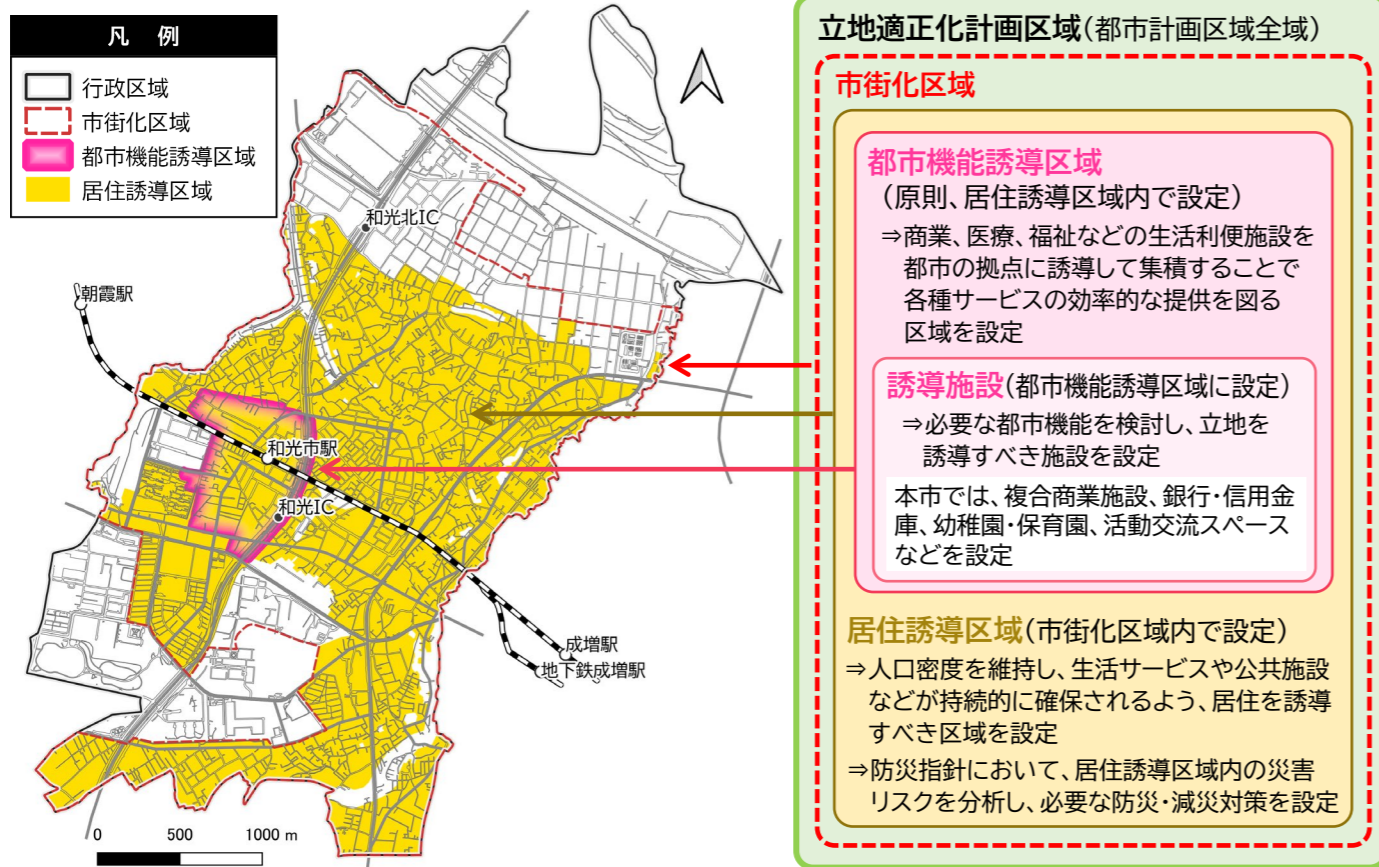 凡 例
行政区域
市街化区域
都市機能誘導区域
居住誘導区域
和光北IC
朝霞駅
和光市駅
和光IC
成増駅
地下鉄成増駅
0 500 1000 m
立地適正化計画区域(都市計画区域全域)
市街化区域
都市機能誘導区域
(原則、居住誘導区域内で設定)
⇒商業、医療、福祉などの生活利便施設を
都市の拠点に誘導して集積することで
各種サービスの効率的な提供を図る
区域を設定
誘導施設(都市機能誘導区域に設定)
⇒必要な都市機能を検討し、立地を
誘導すべき施設を設定
本市では、複合商業施設、銀行・信用金
庫、幼稚園・保育園、活動交流スペース
などを設定
居住誘導区域(市街化区域内で設定)
⇒人口密度を維持し、生活サービスや公共施設
などが持続的に確保されるよう、居住を誘導
すべき区域を設定
⇒防災指針において、居住誘導区域内の災害
リスクを分析し、必要な防災・減災対策を設定